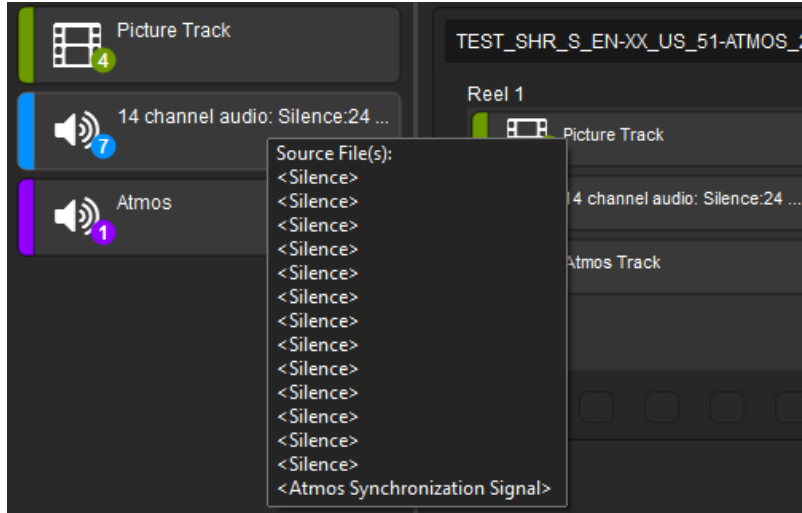 Picture Track
4
14 channel audio: Silence:24 ...
7
Atmos
1
Source File(s):
<Silence>
<Silence>
<Silence>
<Silence>
<Silence>
<Silence>
<Silence>
<Silence>
<Silence>
<Silence>
<Silence>
<Silence>
<Silence>
<Atmos Synchronization Signal>
TEST_SHR_S_EN-XX_US_51-ATMOS_2
Reel 1
Picture Track
14 channel audio: Silence:24 ...
Atmos Track